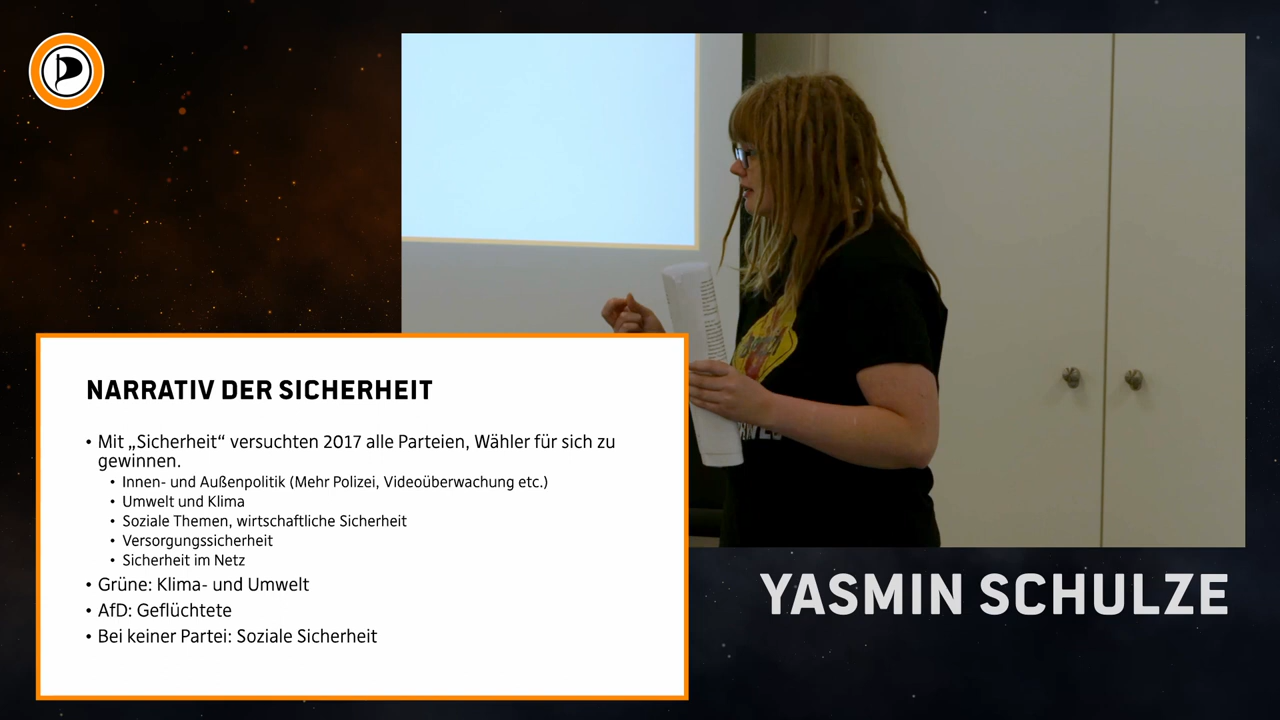 NARRATIV DER SICHERHEIT
• Mit „Sicherheit“ versuchten 2017 alle Parteien, Wähler für sich zu
gewinnen.
• Innen- und Außenpolitik (Mehr Polizei, Videoüberwachung etc.)
• Umwelt und Klima
• Soziale Themen, wirtschaftliche Sicherheit
• Versorgungssicherheit
• Sicherheit im Netz
• Grüne: Klima- und Umwelt
• AfD: Geflüchtete
• Bei keiner Partei: Soziale Sicherheit
YASMIN SCHULZE